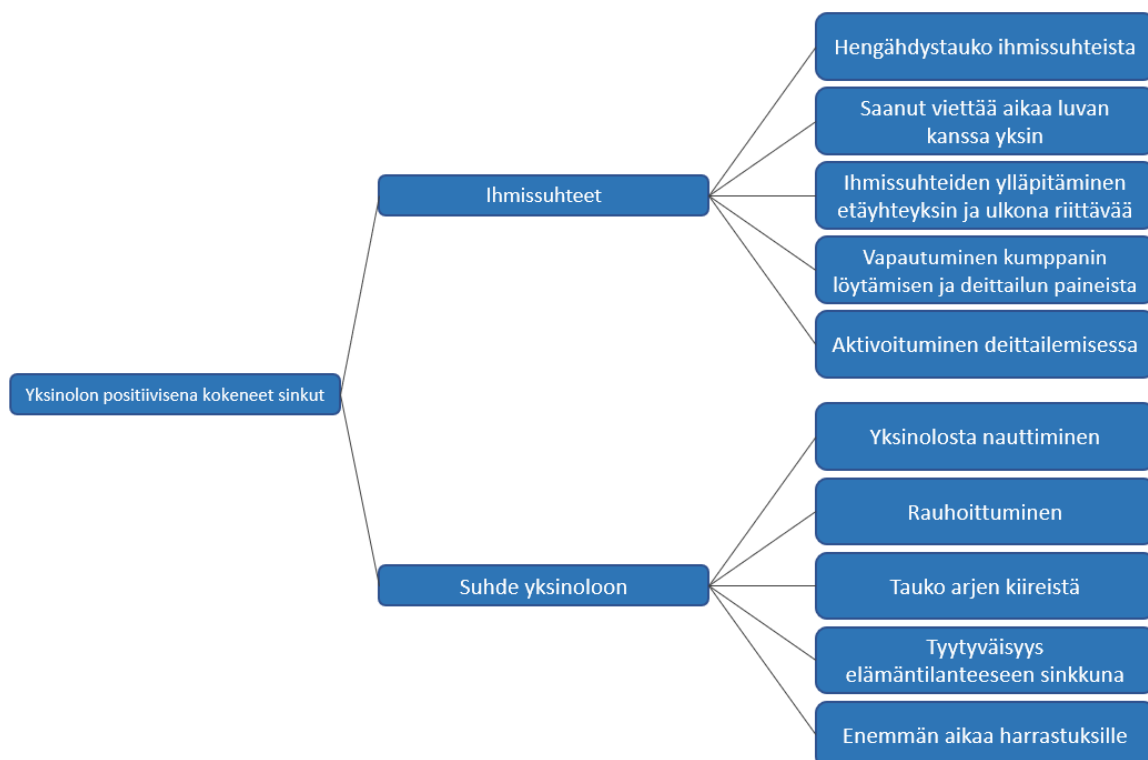 Yksinolon positiivisena kokeneet sinkut
Ihmissuhteet
Hengähdystauko ihmissuhteista
Saanut viettää aikaa luvan
kanssa yksin
Ihmissuhteiden ylläpitäminen
etäyhteyksin ja ulkona riittävää
Vapautuminen kumppanin
löytämisen ja deittailun paineista
Aktivoituminen deittailemisessa
Suhde yksinoloon
Yksinolosta nauttiminen
Rauhoittuminen
Tauko arjen kiireistä
Tyytyväisyys
elämäntilanteeseen sinkkuna
Enemmän aikaa harrastuksille